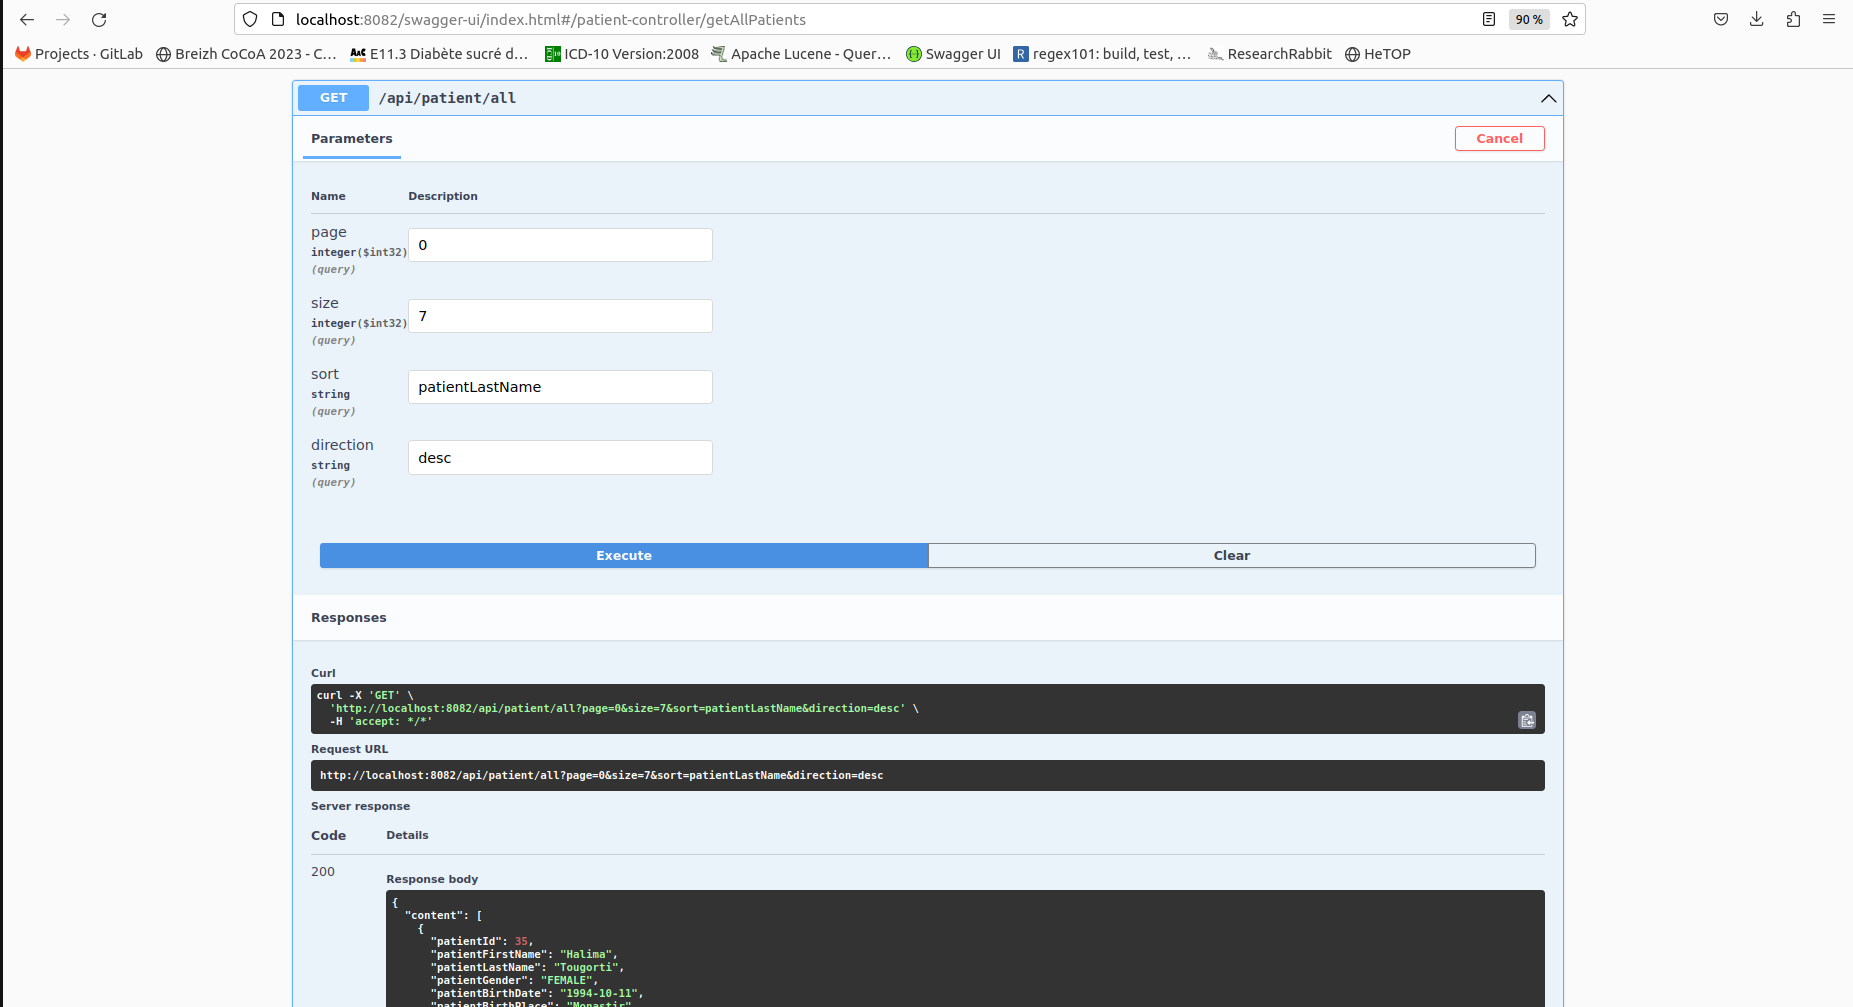 localhost:8082/swagger-ui/index.html#/patient-controller/getAllPatients
90 %
Projects · GitLab
Breizh CoCoA 2023 - C…
E11.3 Diabète sucré d…
ICD-10 Version:2008
Apache Lucene - Quer…
Swagger UI
regex101: build, test, …
ResearchRabbit
HeTOP
GET /api/patient/all
Parameters
Cancel
Name Description
page
integer($int32)
(query)
0
size
integer($int32)
(query)
7
sort
string
(query)
patientLastName
direction
string
(query)
desc
Execute
Clear
Responses
Curl
curl -X 'GET' \
'http://localhost:8082/api/patient/all?page=0&size=7&sort=patientLastName&direction=desc' \
-H 'accept: */*'
Request URL
http://localhost:8082/api/patient/all?page=0&size=7&sort=patientLastName&direction=desc
Server response
Code Details
200
Response body
{
"content": [
{
"patientId": 35,
"patientFirstName": "Halima",
"patientLastName": "Tougorti",
"patientGender": "FEMALE",
"patientBirthDate": "1994-10-11",
"patientBirthPlace": "Monastir"